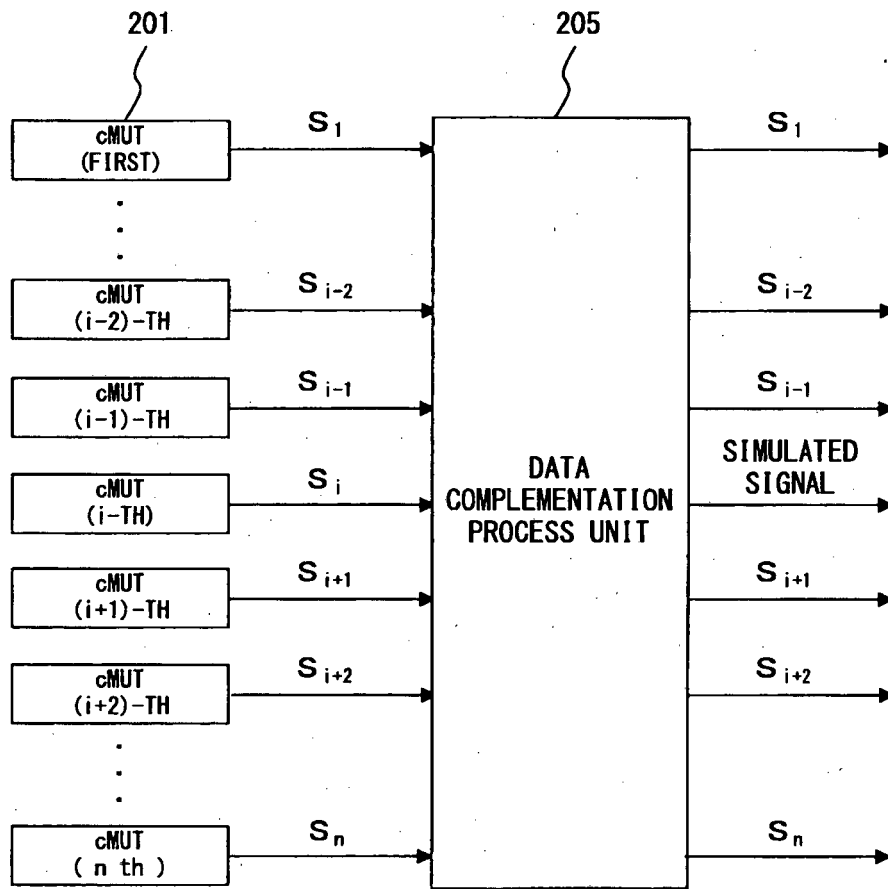 201
205
cMUT
(FIRST)
S1
S1
cMUT
(i-2)-TH
Si-2
Si-2
cMUT
(i-1)-TH
Si-1
Si-1
cMUT
(i-TH)
Si
DATA
COMPLEMENTATION
PROCESS UNIT
SIMULATED
SIGNAL
cMUT
(i+1)-TH
Si+1
Si+1
cMUT
(i+2)-TH
Si+2
Si+2
cMUT
( n th )
Sn
Sn